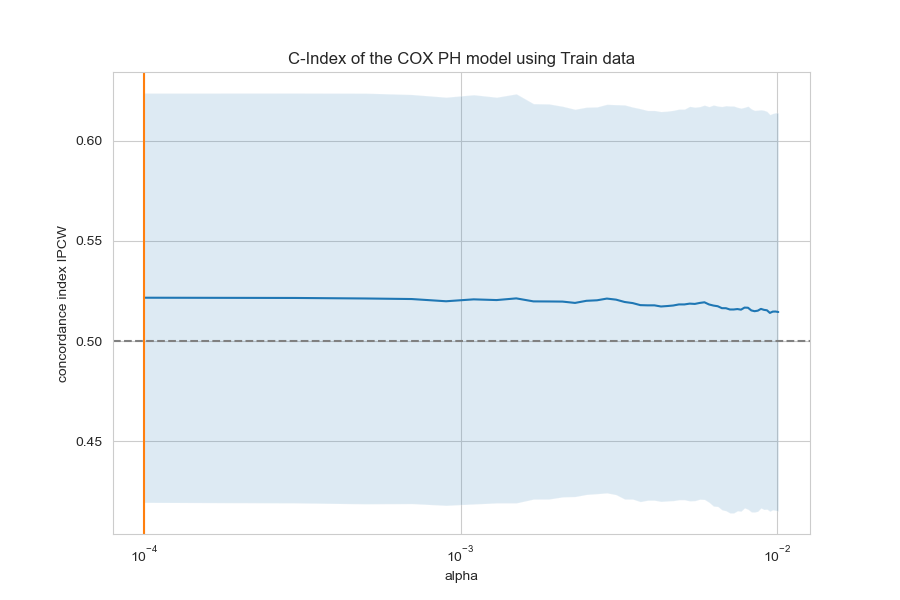 C-Index of the COX PH model using Train data
concordance index IPCW
0.60
0.55
0.50
0.45
10⁻⁴
10⁻³
10⁻²
alpha